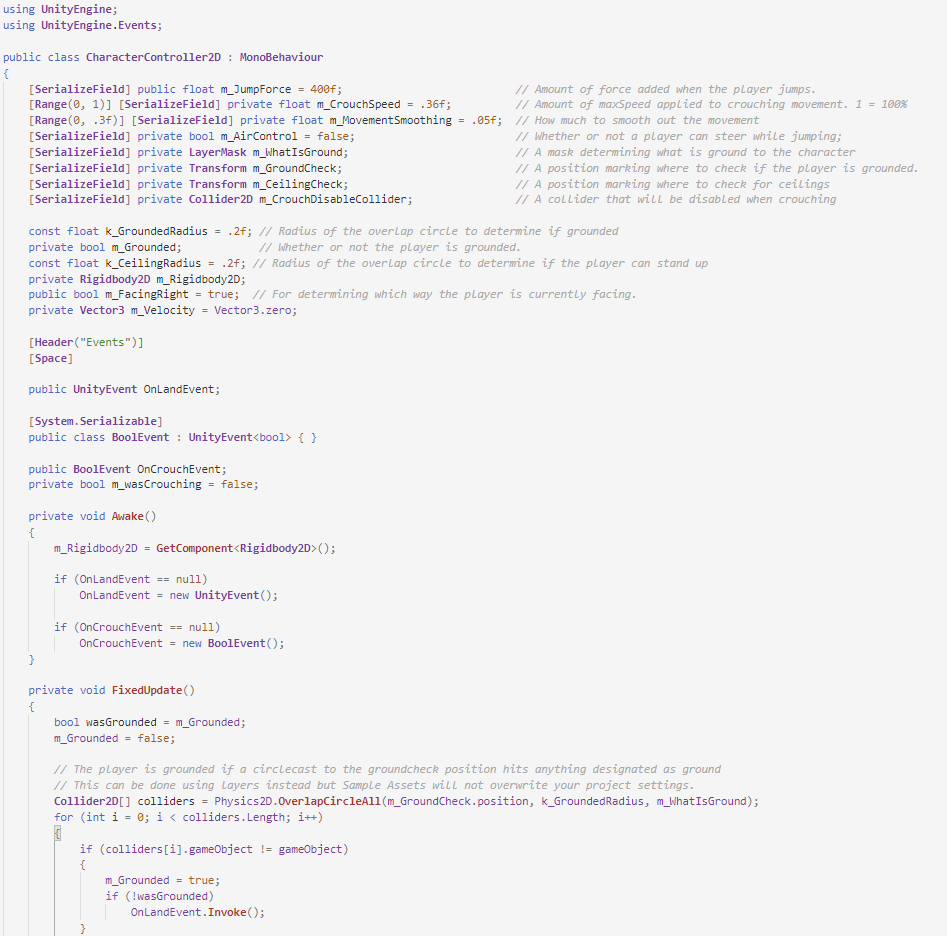 using UnityEngine;
using UnityEngine.Events;

public class CharacterController2D : MonoBehaviour
{
    [SerializeField] public float m_JumpForce = 400f;                           // Amount of force added when the player jumps.
    [Range(0, 1)] [SerializeField] private float m_CrouchSpeed = .36f;          // Amount of maxSpeed applied to crouching movement. 1 = 100%
    [Range(0, .3f)] [SerializeField] private float m_MovementSmoothing = .05f;  // How much to smooth out the movement
    [SerializeField] private bool m_AirControl = false;                         // Whether or not a player can steer while jumping;
    [SerializeField] private LayerMask m_WhatIsGround;                          // A mask determining what is ground to the character
    [SerializeField] private Transform m_GroundCheck;                           // A position marking where to check if the player is grounded.
    [SerializeField] private Transform m_CeilingCheck;                          // A position marking where to check for ceilings
    [SerializeField] private Collider2D m_CrouchDisableCollider;                // A collider that will be disabled when crouching

    const float k_GroundedRadius = .2f; // Radius of the overlap circle to determine if grounded
    private bool m_Grounded;            // Whether or not the player is grounded.
    const float k_CeilingRadius = .2f; // Radius of the overlap circle to determine if the player can stand up
    private Rigidbody2D m_Rigidbody2D;
    public bool m_FacingRight = true;  // For determining which way the player is currently facing.
    private Vector3 m_Velocity = Vector3.zero;

    [Header("Events")]
    [Space]

    public UnityEvent OnLandEvent;

    [System.Serializable]
    public class BoolEvent : UnityEvent<bool> { }

    public BoolEvent OnCrouchEvent;
    private bool m_wasCrouching = false;

    private void Awake()
    {
        m_Rigidbody2D = GetComponent<Rigidbody2D>();

        if (OnLandEvent == null)
            OnLandEvent = new UnityEvent();

        if (OnCrouchEvent == null)
            OnCrouchEvent = new BoolEvent();
    }

    private void FixedUpdate()
    {
        bool wasGrounded = m_Grounded;
        m_Grounded = false;

        // The player is grounded if a circlecast to the groundcheck position hits anything designated as ground
        // This can be done using layers instead but Sample Assets will not overwrite your project settings.
        Collider2D[] colliders = Physics2D.OverlapCircleAll(m_GroundCheck.position, k_GroundedRadius, m_WhatIsGround);
        for (int i = 0; i < colliders.Length; i++)
        {
            if (colliders[i].gameObject != gameObject)
            {
                m_Grounded = true;
                if (!wasGrounded)
                    OnLandEvent.Invoke();
            }